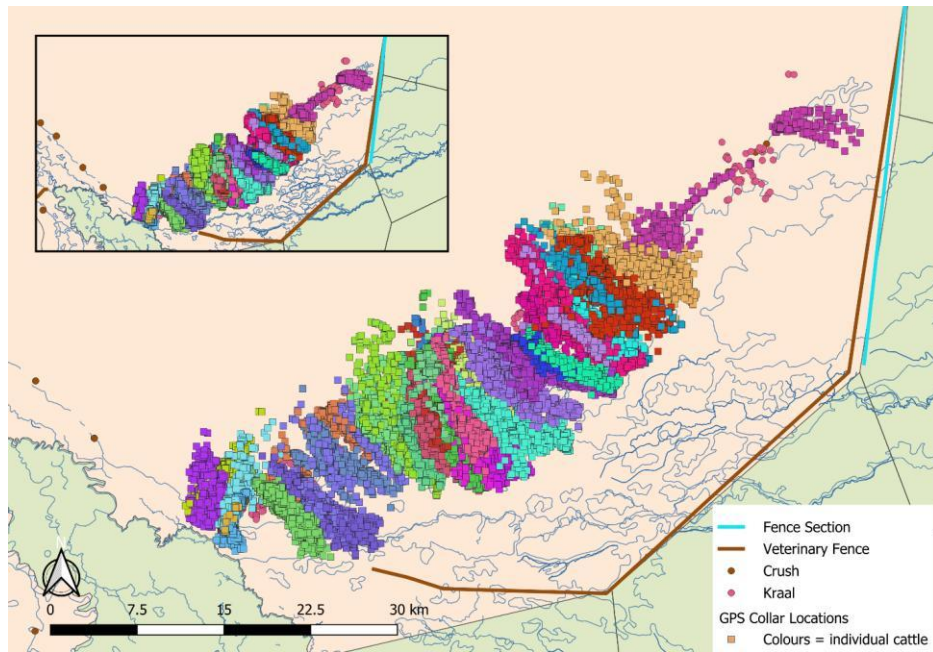 N
0 7.5 15 22.5 30 km
Fence Section
Veterinary Fence
Crush
Kraal
GPS Collar Locations
Colours = individual cattle